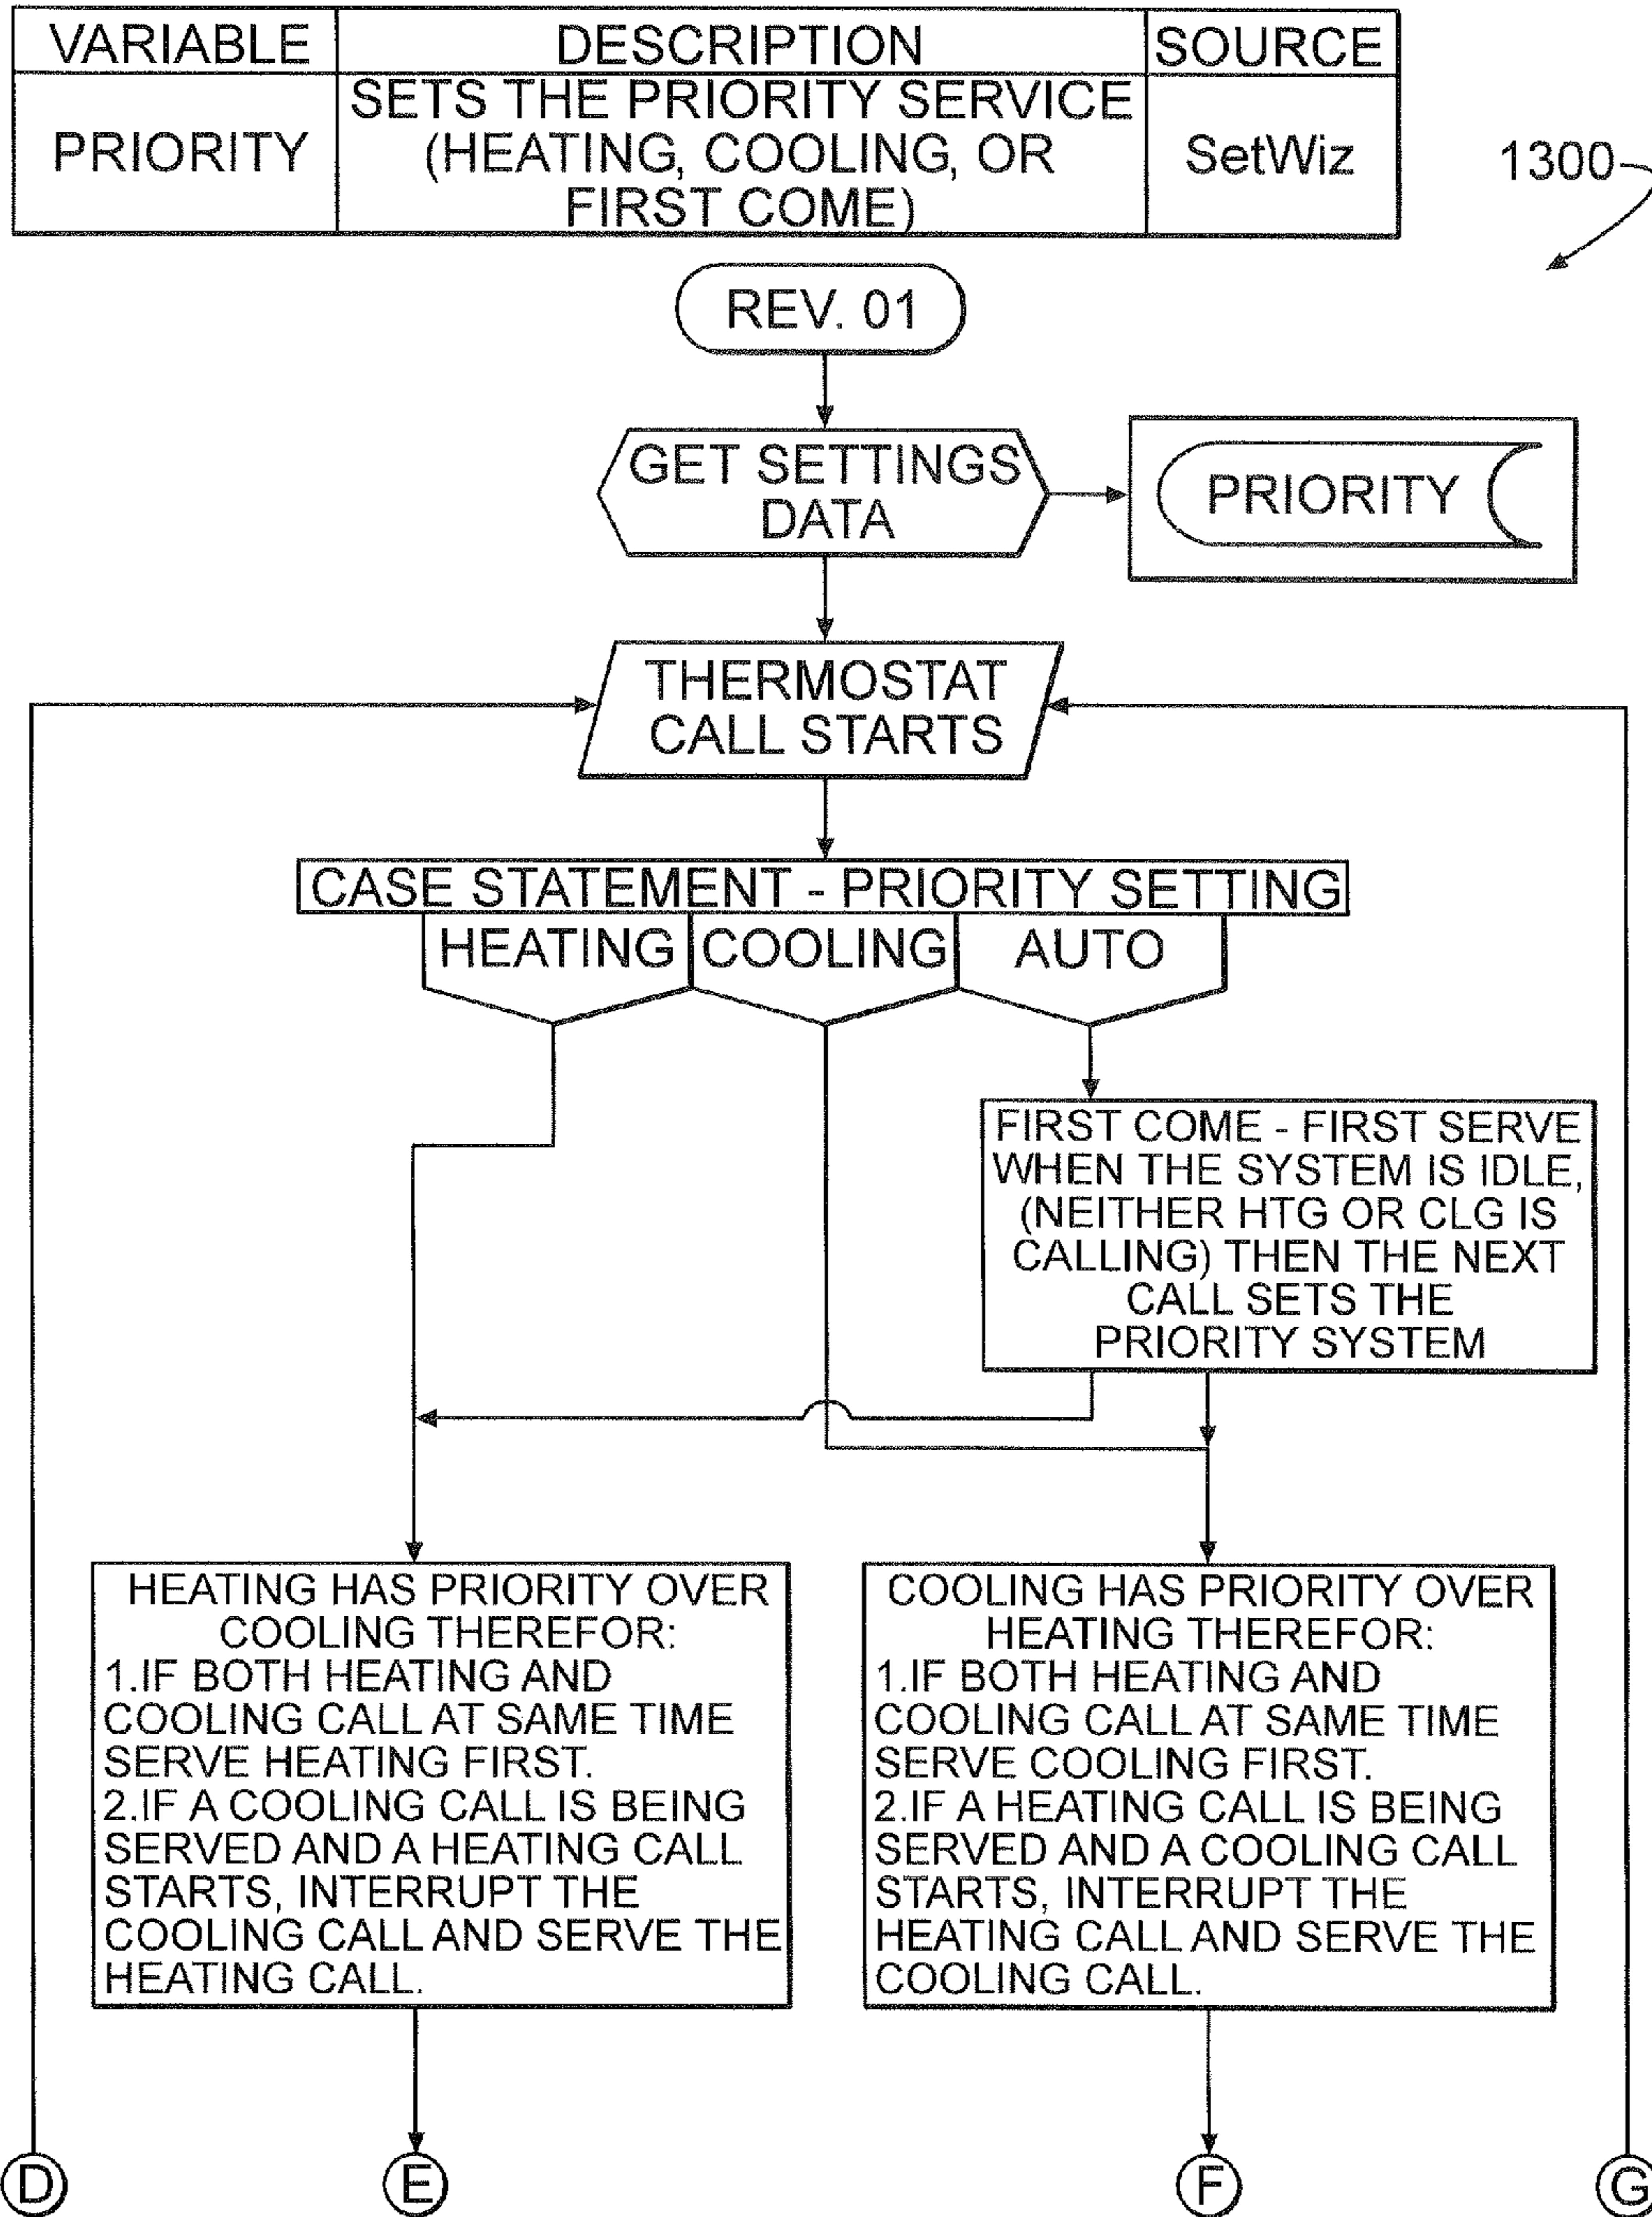 VARIABLE DESCRIPTION SOURCE
PRIORITY
SETS THE PRIORITY SERVICE
(HEATING, COOLING, OR
FIRST COME)
SetWiz
1300
REV. 01
GET SETTINGS
DATA
PRIORITY
THERMOSTAT
CALL STARTS
CASE STATEMENT - PRIORITY SETTING
HEATING COOLING AUTO
FIRST COME - FIRST SERVE
WHEN THE SYSTEM IS IDLE,
(NEITHER HTG OR CLG IS
CALLING) THEN THE NEXT
CALL SETS THE
PRIORITY SYSTEM
HEATING HAS PRIORITY OVER
COOLING THEREFOR:
1.IF BOTH HEATING AND
COOLING CALL AT SAME TIME
SERVE HEATING FIRST.
2.IF A COOLING CALL IS BEING
SERVED AND A HEATING CALL
STARTS, INTERRUPT THE
COOLING CALL AND SERVE THE
HEATING CALL.
COOLING HAS PRIORITY OVER
HEATING THEREFOR:
1.IF BOTH HEATING AND
COOLING CALL AT SAME TIME
SERVE COOLING FIRST.
2.IF A HEATING CALL IS BEING
SERVED AND A COOLING CALL
STARTS, INTERRUPT THE
HEATING CALL AND SERVE THE
COOLING CALL.
D E F G